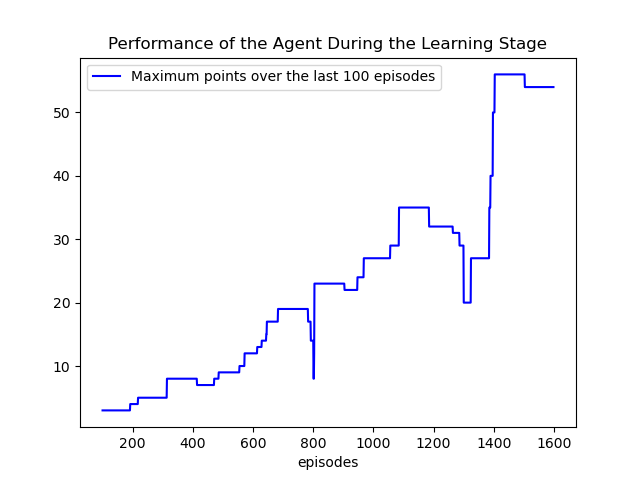 Performance of the Agent During the Learning Stage
Maximum points over the last 100 episodes
50
40
30
20
10
200 400 600 800 1000 1200 1400 1600
episodes